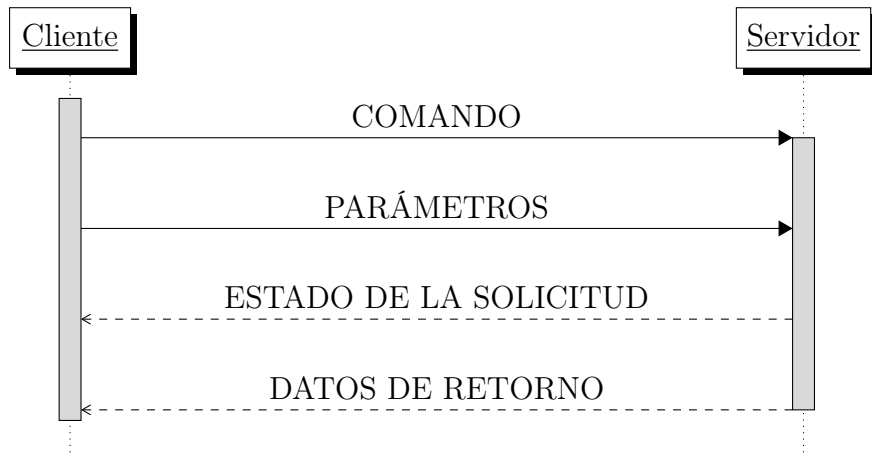 Cliente
Servidor
COMANDO
PARÁMETROS
ESTADO DE LA SOLICITUD
DATOS DE RETORNO